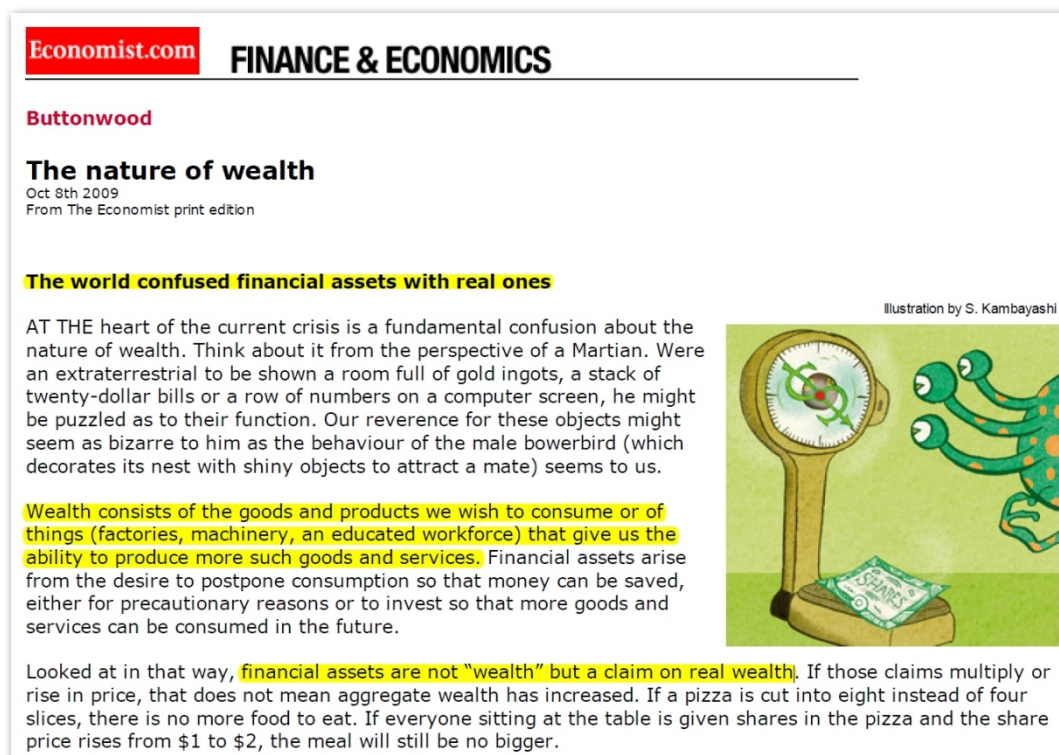 Economist.com
FINANCE & ECONOMICS
Buttonwood
The nature of wealth
Oct 8th 2009
From The Economist print edition
The world confused financial assets with real ones
Illustration by S. Kambayashi
AT THE heart of the current crisis is a fundamental confusion about the
nature of wealth. Think about it from the perspective of a Martian. Were
an extraterrestrial to be shown a room full of gold ingots, a stack of
twenty-dollar bills or a row of numbers on a computer screen, he might
be puzzled as to their function. Our reverence for these objects might
seem as bizarre to him as the behaviour of the male bowerbird (which
decorates its nest with shiny objects to attract a mate) seems to us.
Wealth consists of the goods and products we wish to consume or of
things (factories, machinery, an educated workforce) that give us the
ability to produce more such goods and services. Financial assets arise
from the desire to postpone consumption so that money can be saved,
either for precautionary reasons or to invest so that more goods and
services can be consumed in the future.
$
SHARES
Looked at in that way, financial assets are not “wealth” but a claim on real wealth. If those claims multiply or
rise in price, that does not mean aggregate wealth has increased. If a pizza is cut into eight instead of four
slices, there is no more food to eat. If everyone sitting at the table is given shares in the pizza and the share
price rises from $1 to $2, the meal will still be no bigger.